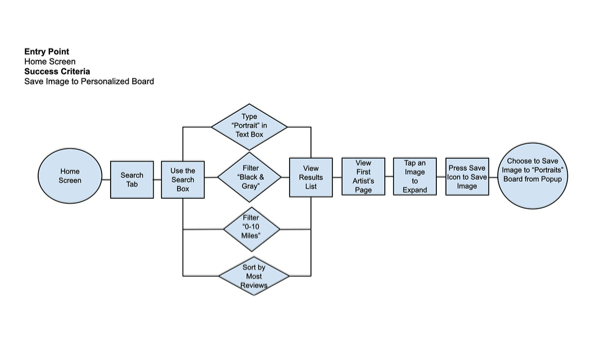 Entry Point
Home Screen
Success Criteria
Save Image to Personalized Board
Home
Screen
Search
Tab
Use the
Search
Box
Type
"Portrait" in
Text Box
Filter
"Black &
Gray"
Filter
"0-10
Miles"
Sort by
Most
Reviews
View
Results
List
View
First
Artist's
Page
Tap an
Image
to
Expand
Press Save
Icon to Save
Image
Choose to Save
Image to "Portraits"
Board from Popup